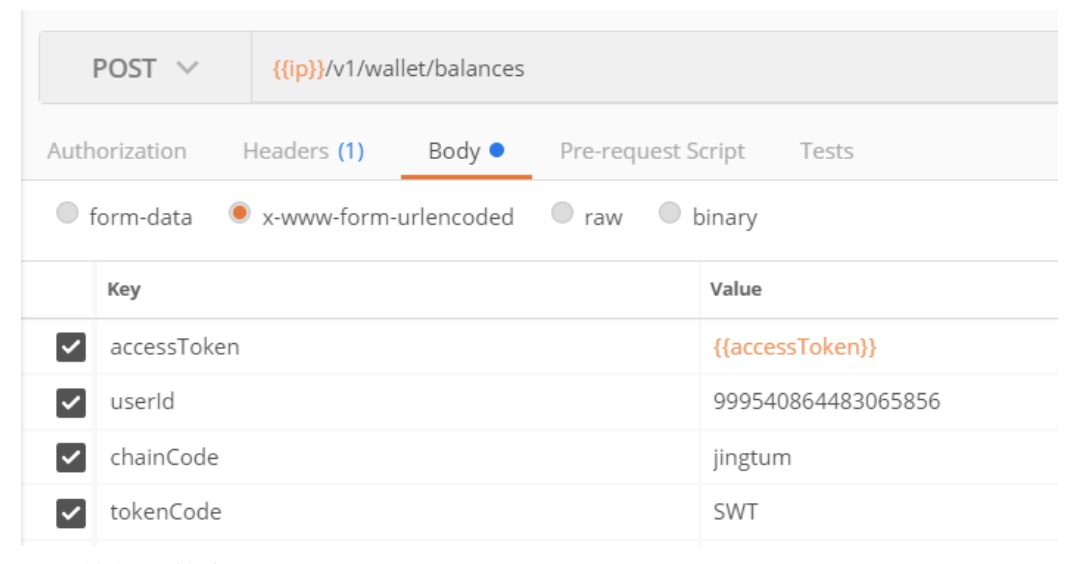 POST {{ip}}/v1/wallet/balances
Authorization Headers (1) Body Pre-request Script Tests
form-data x-www-form-urlencoded raw binary
Key Value
accessToken {{accessToken}}
userId 999540864483065856
chainCode jingtum
tokenCode SWT